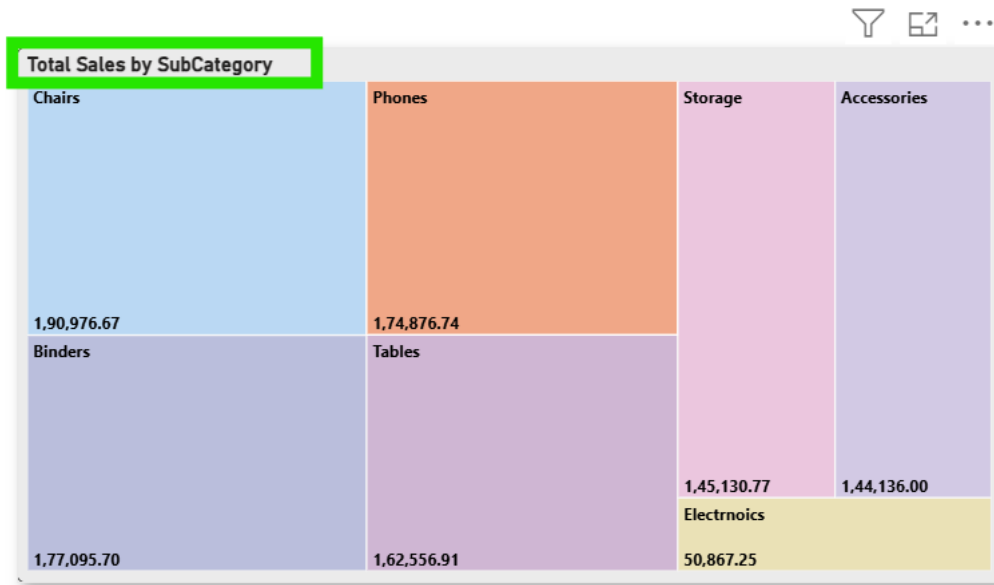 Total Sales by SubCategory
Chairs
1,90,976.67
Phones
1,74,876.74
Storage
1,45,130.77
Accessories
1,44,136.00
Binders
1,77,095.70
Tables
1,62,556.91
Electrnoics
50,867.25